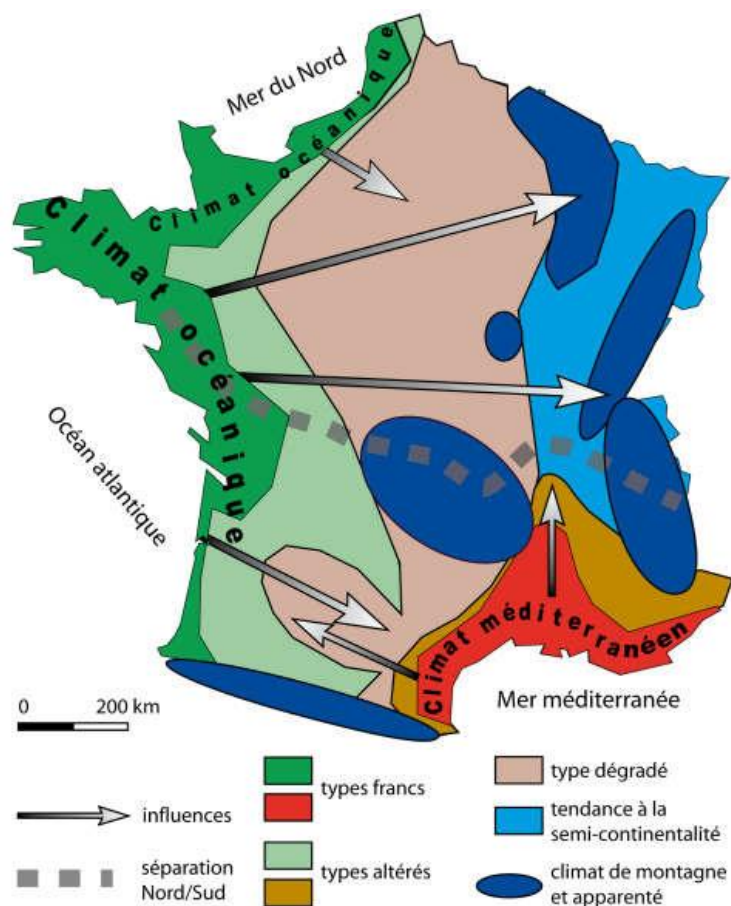 Mer du Nord
Climat océanique
Climat océanique
Océan atlantique
Climat méditerranéen
Mer méditerranée
0 200 km
influences
séparation
Nord/Sud
types francs
types altérés
type dégradé
tendance à la
semi-continentalité
climat de montagne
et apparenté